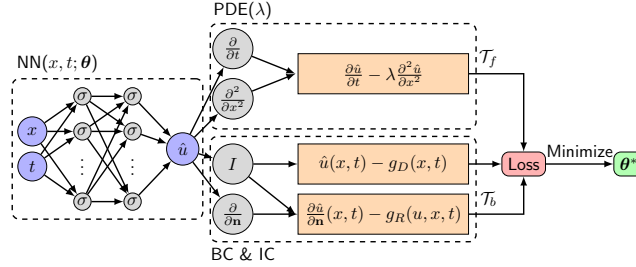 PDE(λ)
NN(x, t; θ)
∂/∂t
∂²/∂x²
∂û/∂t − λ ∂²û/∂x²
𝒯_f
σ
σ
σ
σ
σ
σ
⋮
⋮
x
t
û
I
∂/∂n
û(x, t) − g_D(x, t)
∂û/∂n(x, t) − g_R(u, x, t)
𝒯_b
Loss
Minimize
θ*
BC & IC